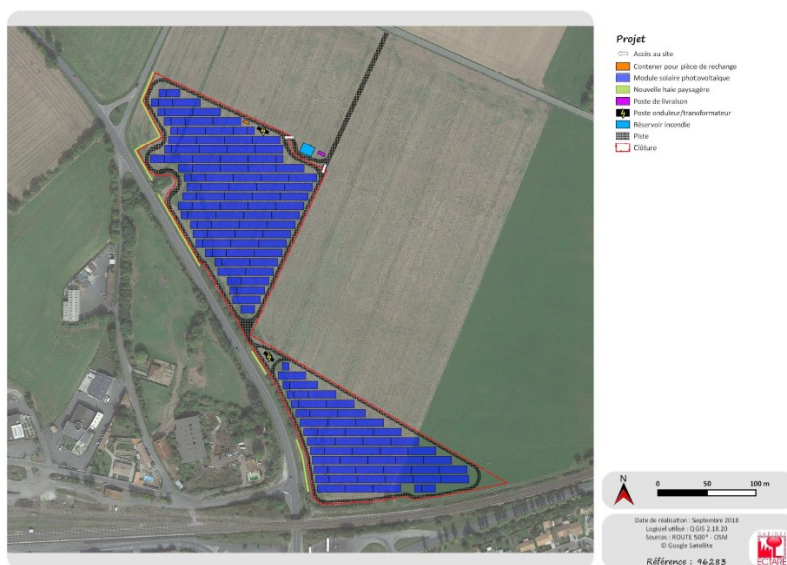 Projet
Accès au site
Contener pour pièce de rechange
Module solaire photovoltaïque
Nouvelle haie paysagère
Poste de livraison
Poste onduleur/transformateur
Réservoir incendie
Piste
Clôture
N
0 50 100 m
Date de réalisation : Septembre 2018
Logiciel utilisé : QGIS 2.18.20
Sources : ROUTE 500® - OSM
© Google Satellite
Référence : 96283
CABINET
ECTARE